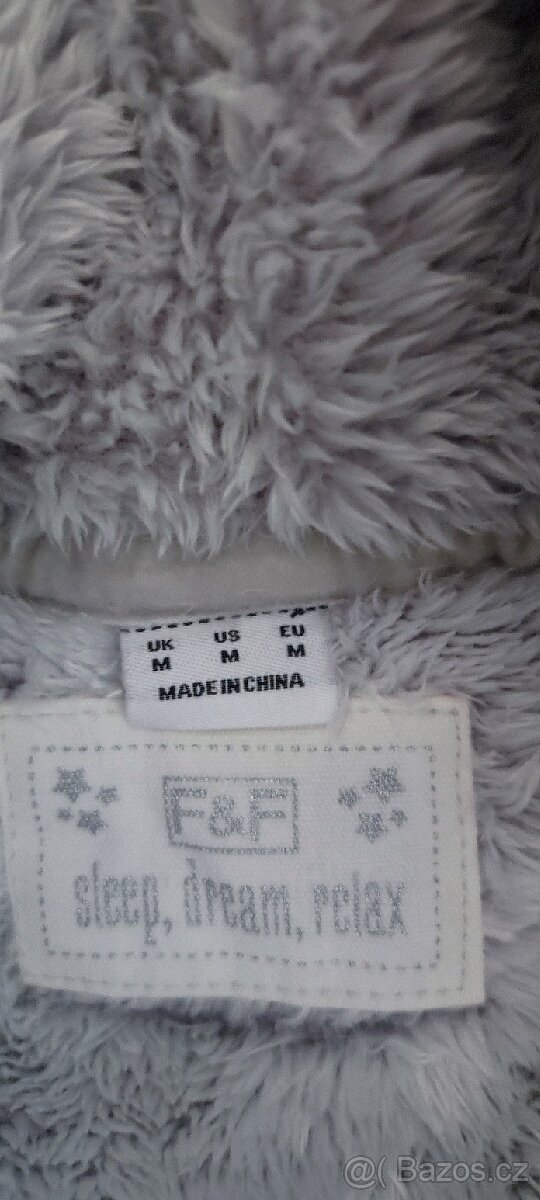 UK US EU
M M M
MADE IN CHINA
F&F
sleep, dream, relax
@( Bazos.cz